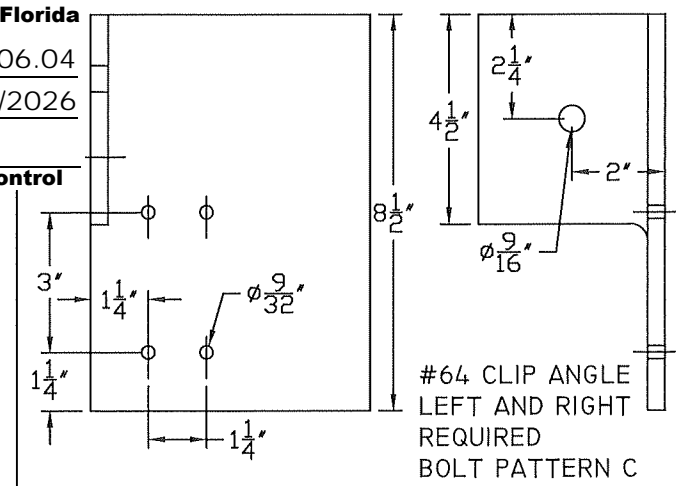 Florida
06.04
/2026
ontrol
2 1/4"
4 1/2"
2"
8 1/2"
ø 9/16"
3"
1 1/4"
ø 9/32"
1 1/4"
1 1/4"
#64 CLIP ANGLE
LEFT AND RIGHT
REQUIRED
BOLT PATTERN C